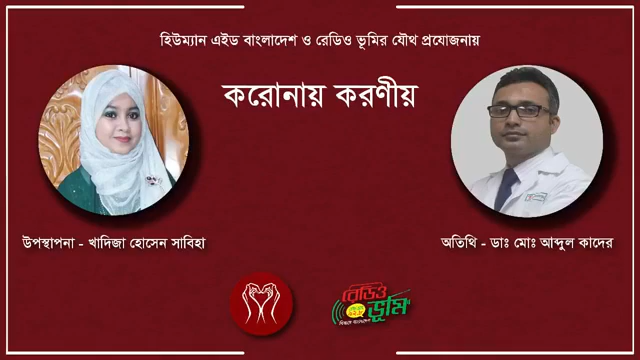 হিউম্যান এইড বাংলাদেশ ও রেডিও ভূমির যৌথ প্রযোজনায়
করোনায় করণীয়
উপস্থাপনা - খাদিজা হোসেন সাবিহা
অতিথি - ডাঃ মোঃ আব্দুল কাদের
রেডিও
ভূমি